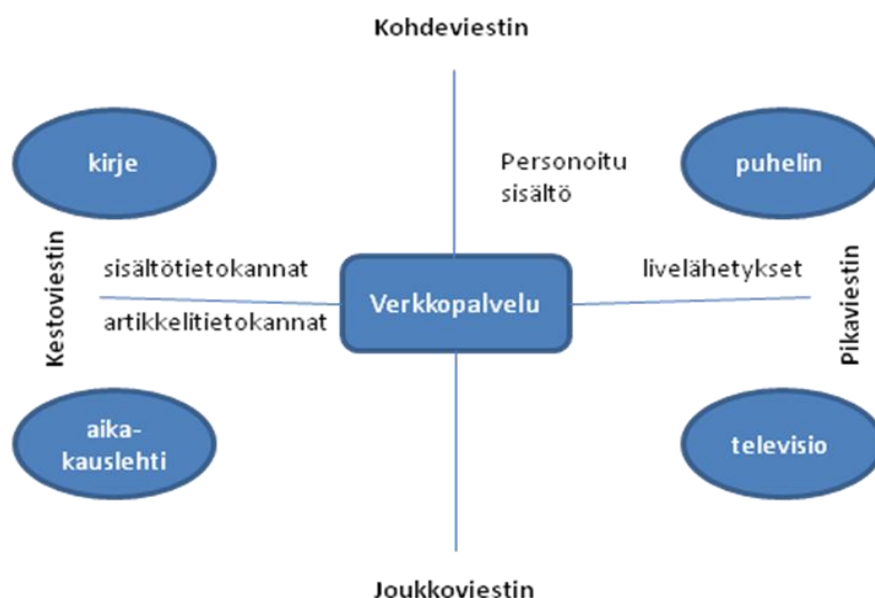 Kohdeviestin
kirje
Personoitu
sisältö
puhelin
Kestoviestin
sisältötietokannat
artikkelitietokannat
Verkkopalvelu
livelähetykset
Pikaviestin
aika-
kauslehti
televisio
Joukkoviestin